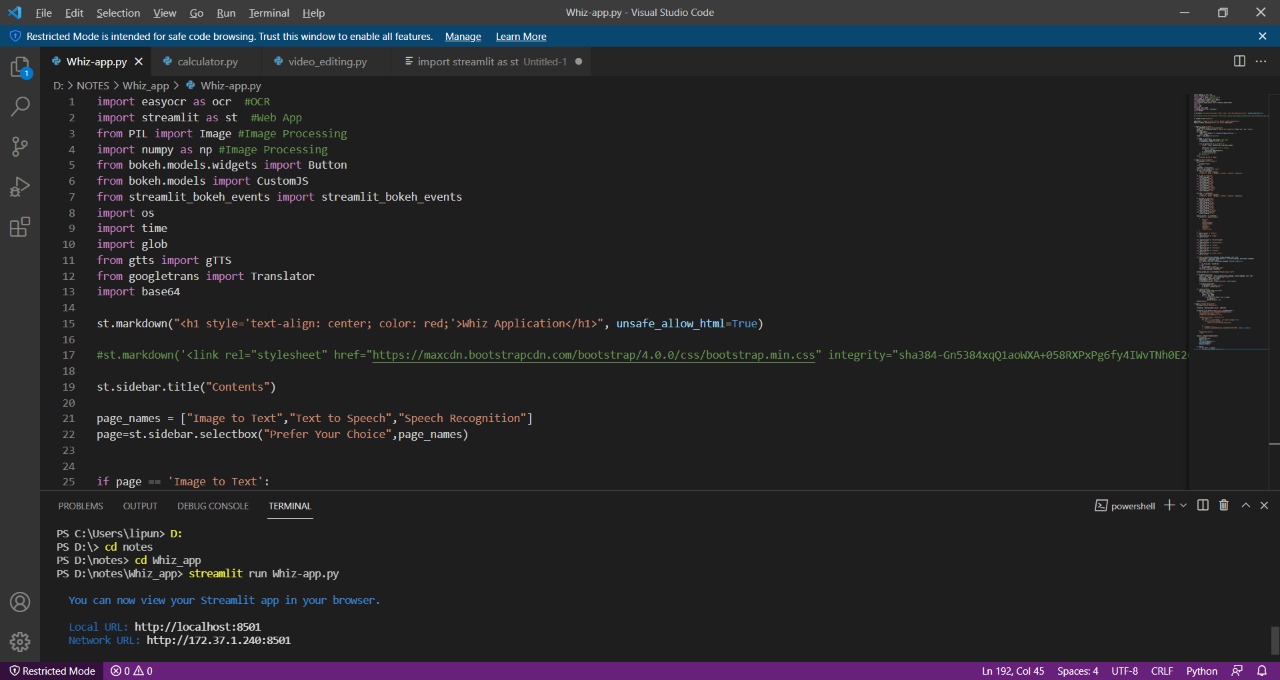 File Edit Selection View Go Run Terminal Help Whiz-app.py - Visual Studio Code
Restricted Mode is intended for safe code browsing. Trust this window to enable all features. Manage Learn More
Whiz-app.py calculator.py video_editing.py import streamlit as st Untitled-1
1
D: > NOTES > Whiz_app > Whiz-app.py
1 import easyocr as ocr #OCR
2 import streamlit as st #Web App
3 from PIL import Image #Image Processing
4 import numpy as np #Image Processing
5 from bokeh.models.widgets import Button
6 from bokeh.models import CustomJS
7 from streamlit_bokeh_events import streamlit_bokeh_events
8 import os
9 import time
10 import glob
11 from gtts import gTTS
12 from googletrans import Translator
13 import base64
14
15 st.markdown("<h1 style='text-align: center; color: red;'>Whiz Application</h1>", unsafe_allow_html=True)
16
17 #st.markdown('<link rel="stylesheet" href="https://maxcdn.bootstrapcdn.com/bootstrap/4.0.0/css/bootstrap.min.css" integrity="sha384-Gn5384xqQ1aoWXA+058RXPxPg6fy4IWvTNh0E2
18
19 st.sidebar.title("Contents")
20
21 page_names = ["Image to Text","Text to Speech","Speech Recognition"]
22 page=st.sidebar.selectbox("Prefer Your Choice",page_names)
23
24
25 if page == 'Image to Text':
PROBLEMS OUTPUT DEBUG CONSOLE TERMINAL powershell
PS C:\Users\lipun> D:
PS D:\> cd notes
PS D:\notes> cd Whiz_app
PS D:\notes\Whiz_app> streamlit run Whiz-app.py
You can now view your Streamlit app in your browser.
Local URL: http://localhost:8501
Network URL: http://172.37.1.240:8501
Restricted Mode 0 0 Ln 192, Col 45 Spaces: 4 UTF-8 CRLF Python